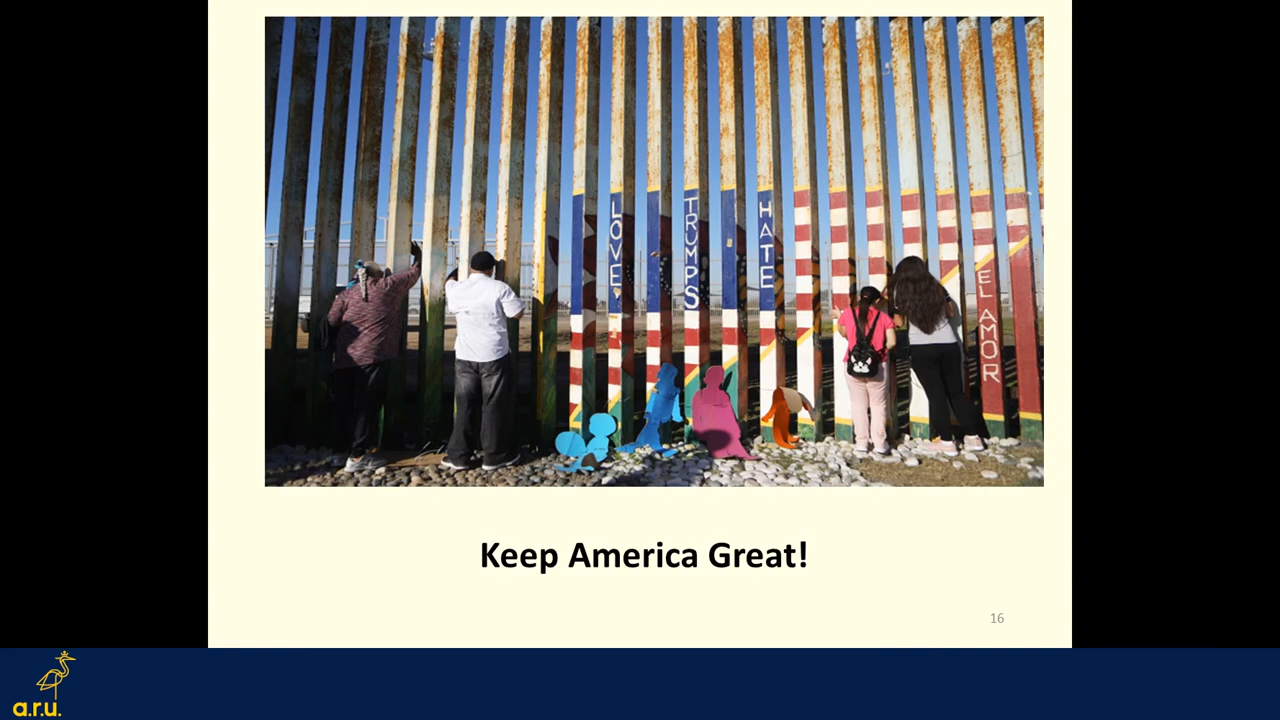 LOVE
TRUMPS
HATE
EL AMOR
Keep America Great!
16
a.r.u.